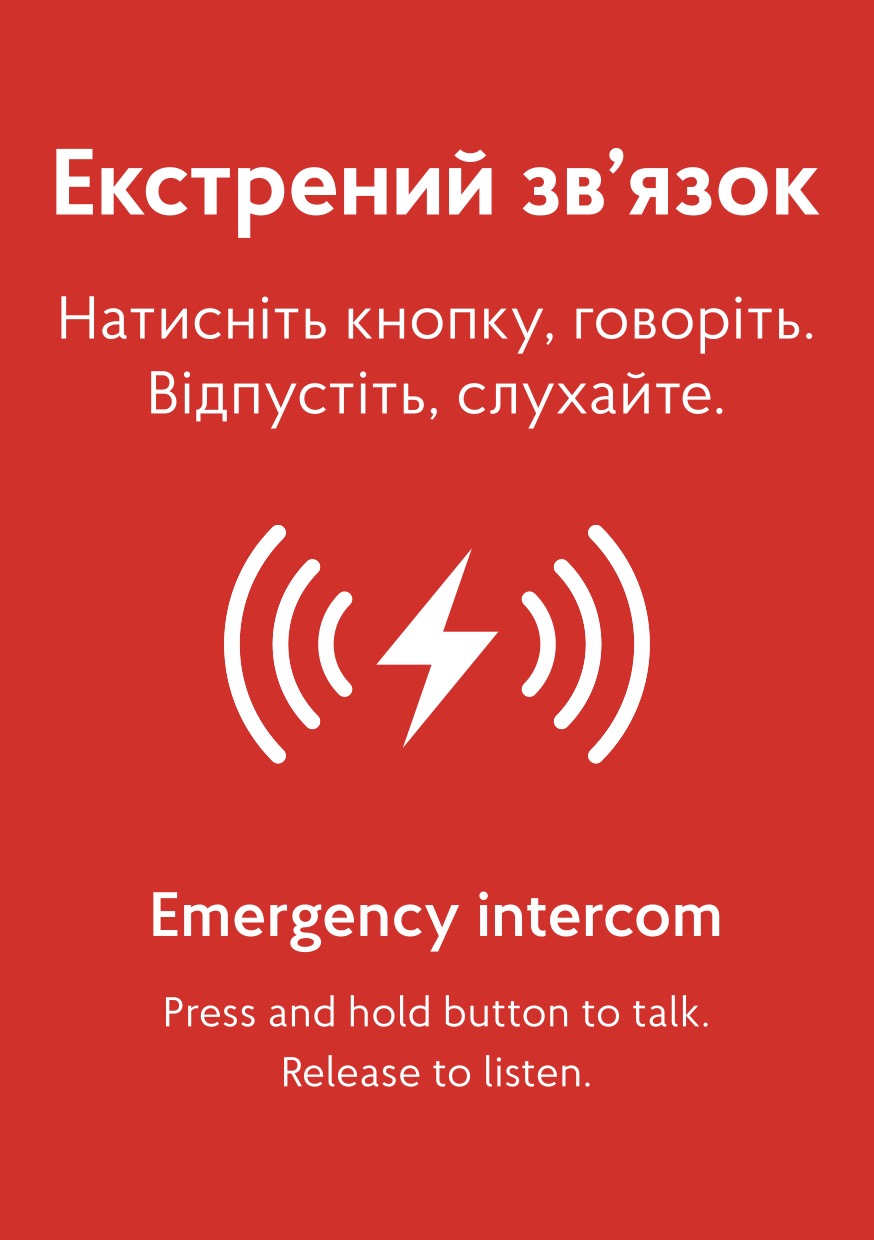 Екстрений зв’язок
Натисніть кнопку, говоріть.
Відпустіть, слухайте.
Emergency intercom
Press and hold button to talk.
Release to listen.